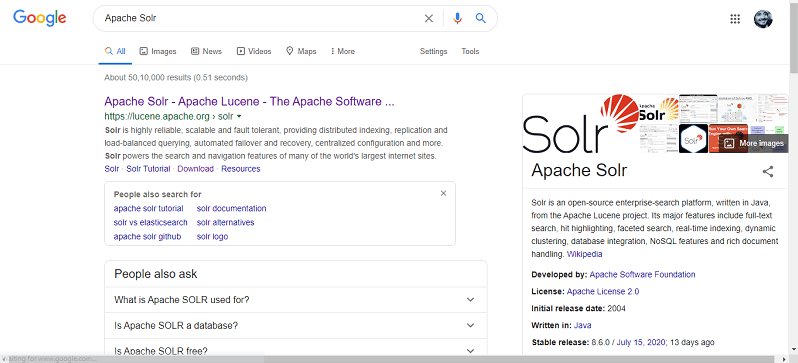 Google
Apache Solr
All
Images
News
Videos
Maps
More
Settings
Tools
About 50,10,000 results (0.51 seconds)
Apache Solr - Apache Lucene - The Apache Software ...
https://lucene.apache.org › solr
Solr is highly reliable, scalable and fault tolerant, providing distributed indexing, replication and
load-balanced querying, automated failover and recovery, centralized configuration and more.
Solr powers the search and navigation features of many of the world's largest internet sites.
Solr · Solr Tutorial · Download · Resources
People also search for
apache solr tutorial
solr documentation
solr vs elasticsearch
solr alternatives
apache solr github
solr logo
People also ask
What is Apache SOLR used for?
Is Apache SOLR a database?
Is Apache SOLR free?
Solr
Apache
Solr
Solr
More images
Apache Solr
Solr is an open-source enterprise-search platform, written in Java,
from the Apache Lucene project. Its major features include full-text
search, hit highlighting, faceted search, real-time indexing, dynamic
clustering, database integration, NoSQL features and rich document
handling. Wikipedia
Developed by: Apache Software Foundation
License: Apache License 2.0
Initial release date: 2004
Written in: Java
Stable release: 8.6.0 / July 15, 2020; 13 days ago
for www.google.com...